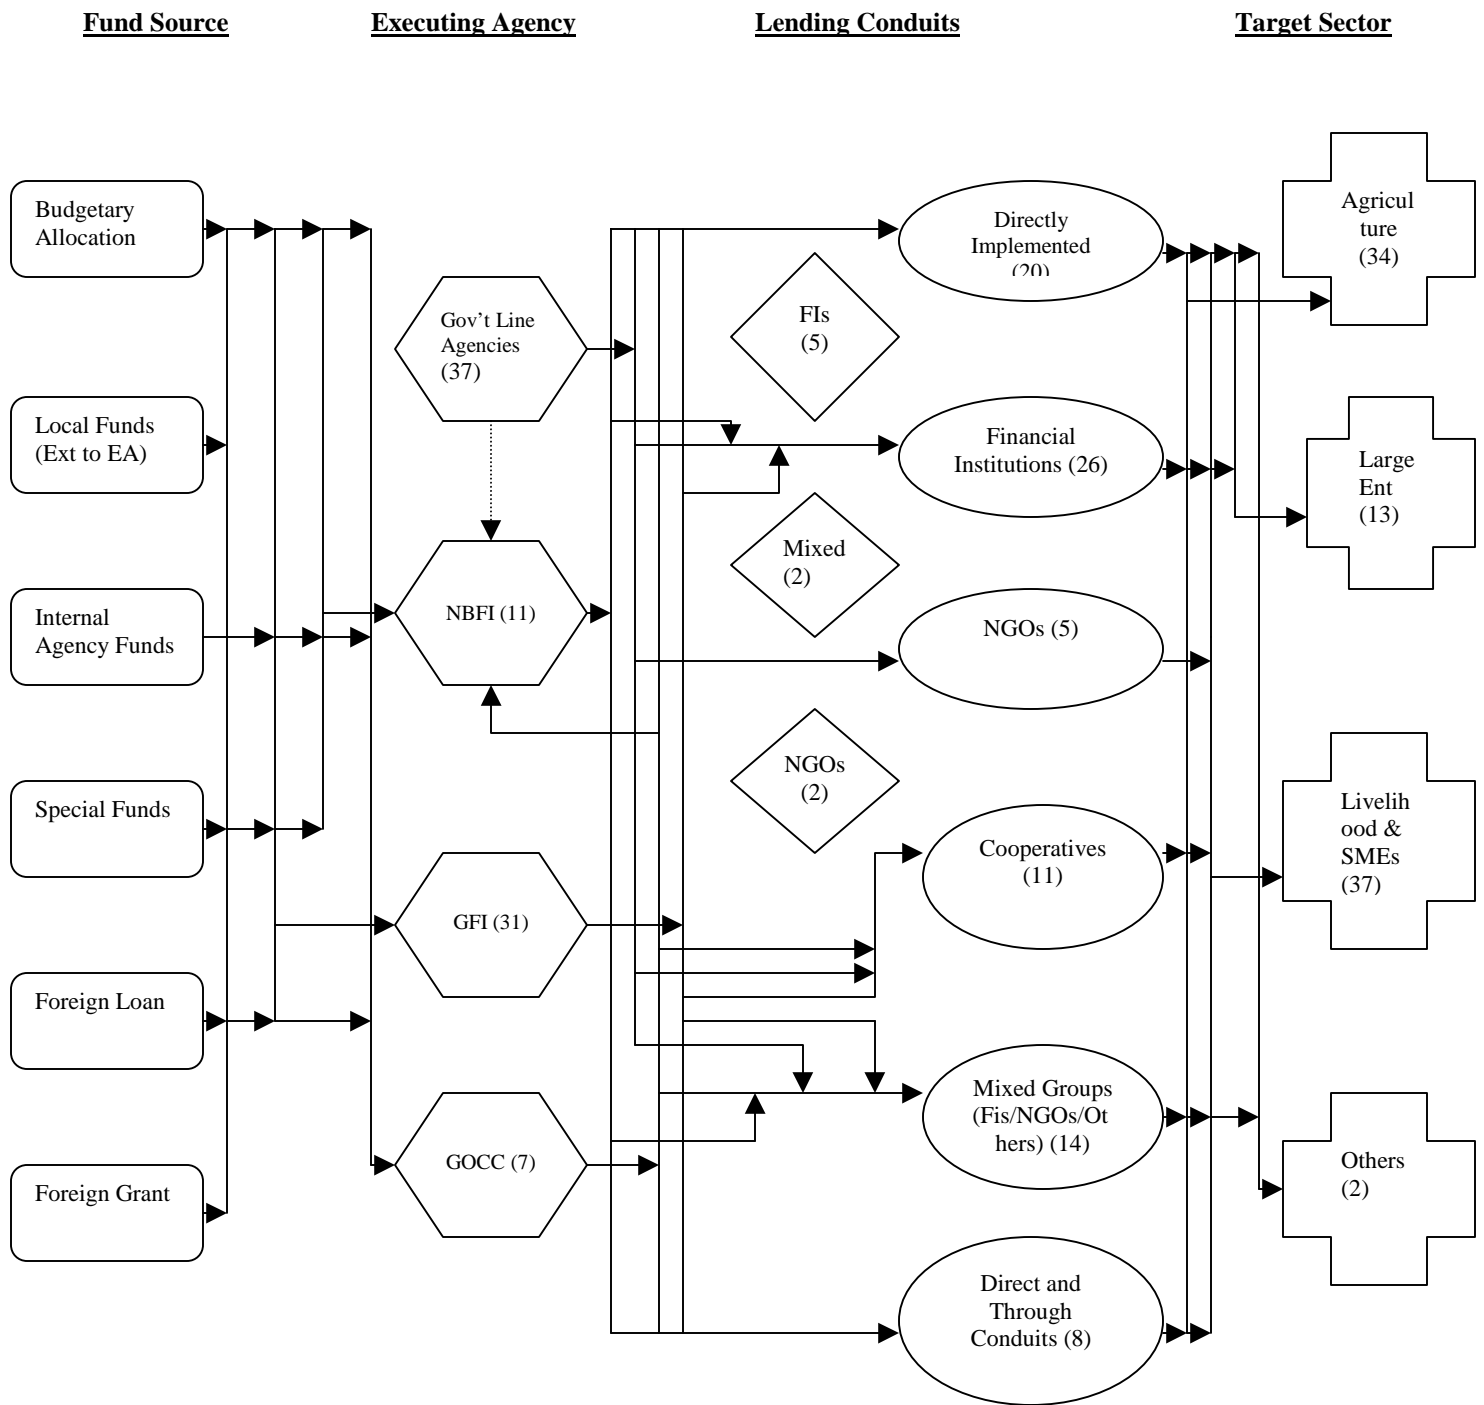 Fund Source
Executing Agency
Lending Conduits
Target Sector
Budgetary
Allocation
Local Funds
(Ext to EA)
Internal
Agency Funds
Special Funds
Foreign Loan
Foreign Grant
Gov't Line
Agencies
(37)
NBFI (11)
GFI (31)
GOCC (7)
FIs
(5)
Mixed
(2)
NGOs
(2)
Directly
Implemented
(20)
Financial
Institutions (26)
NGOs (5)
Cooperatives
(11)
Mixed Groups
(Fis/NGOs/Ot
hers) (14)
Direct and
Through
Conduits (8)
Agricul
ture
(34)
Large
Ent
(13)
Livelih
ood &
SMEs
(37)
Others
(2)